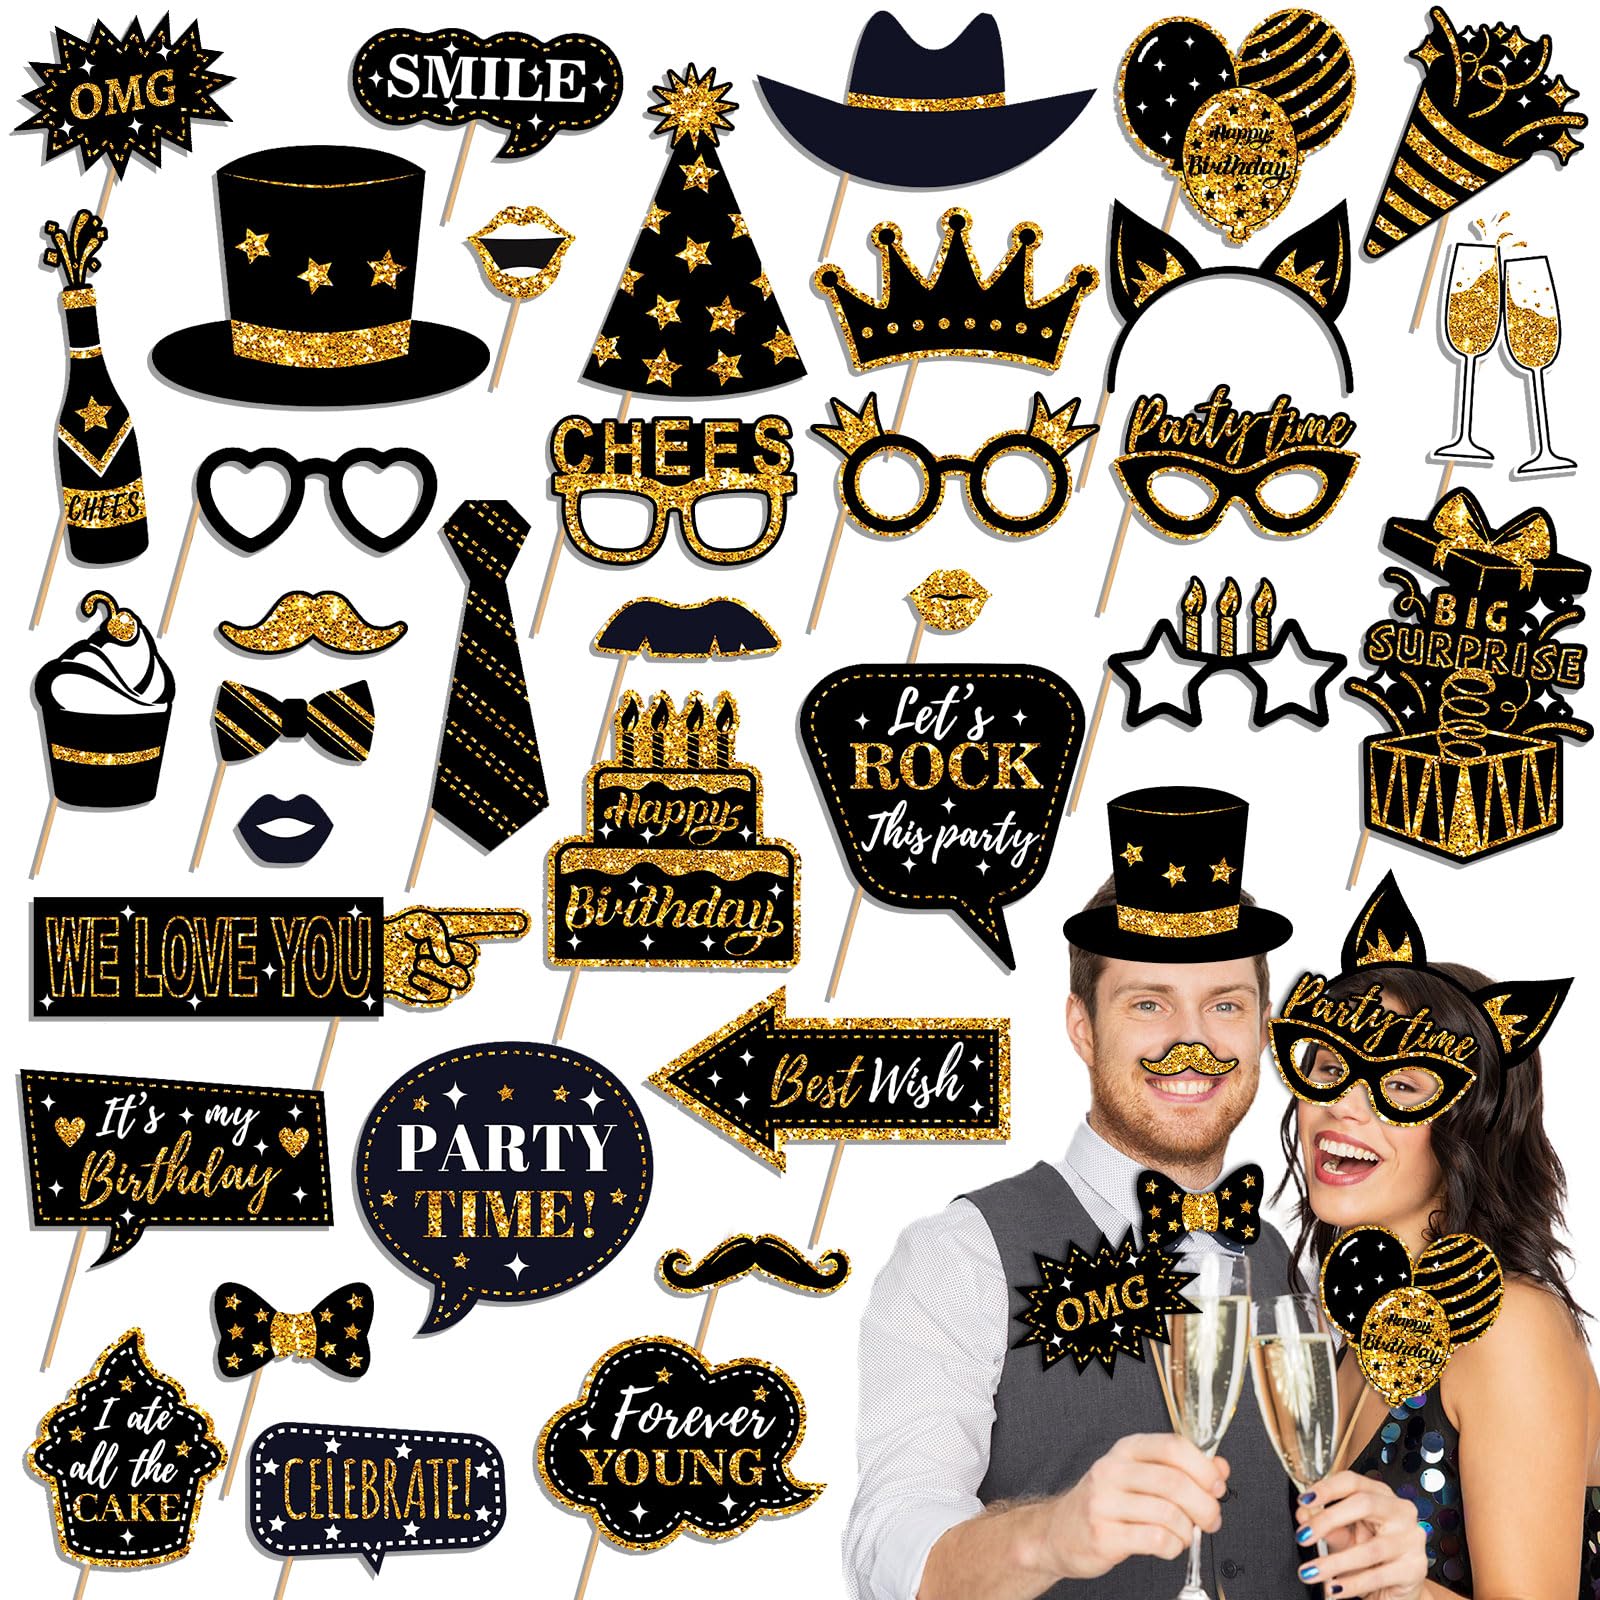 OMG
SMILE
Happy
Birthday
CHEES
CHEES
Party time
BIG
SURPRISE
Let's
ROCK
This party
Happy
Birthday
WE LOVE YOU
Best Wish
It's my
Birthday
PARTY
TIME!
Party time
OMG
Happy
Birthday
I ate
all the
CAKE
CELEBRATE!
Forever
YOUNG